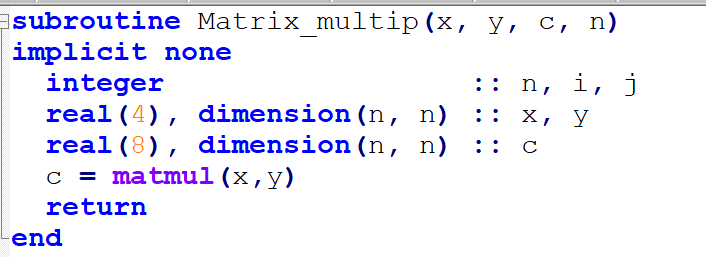 subroutine Matrix_multip(x, y, c, n)
implicit none
  integer                  :: n, i, j
  real(4), dimension(n, n) :: x, y
  real(8), dimension(n, n) :: c
  c = matmul(x,y)
  return
end